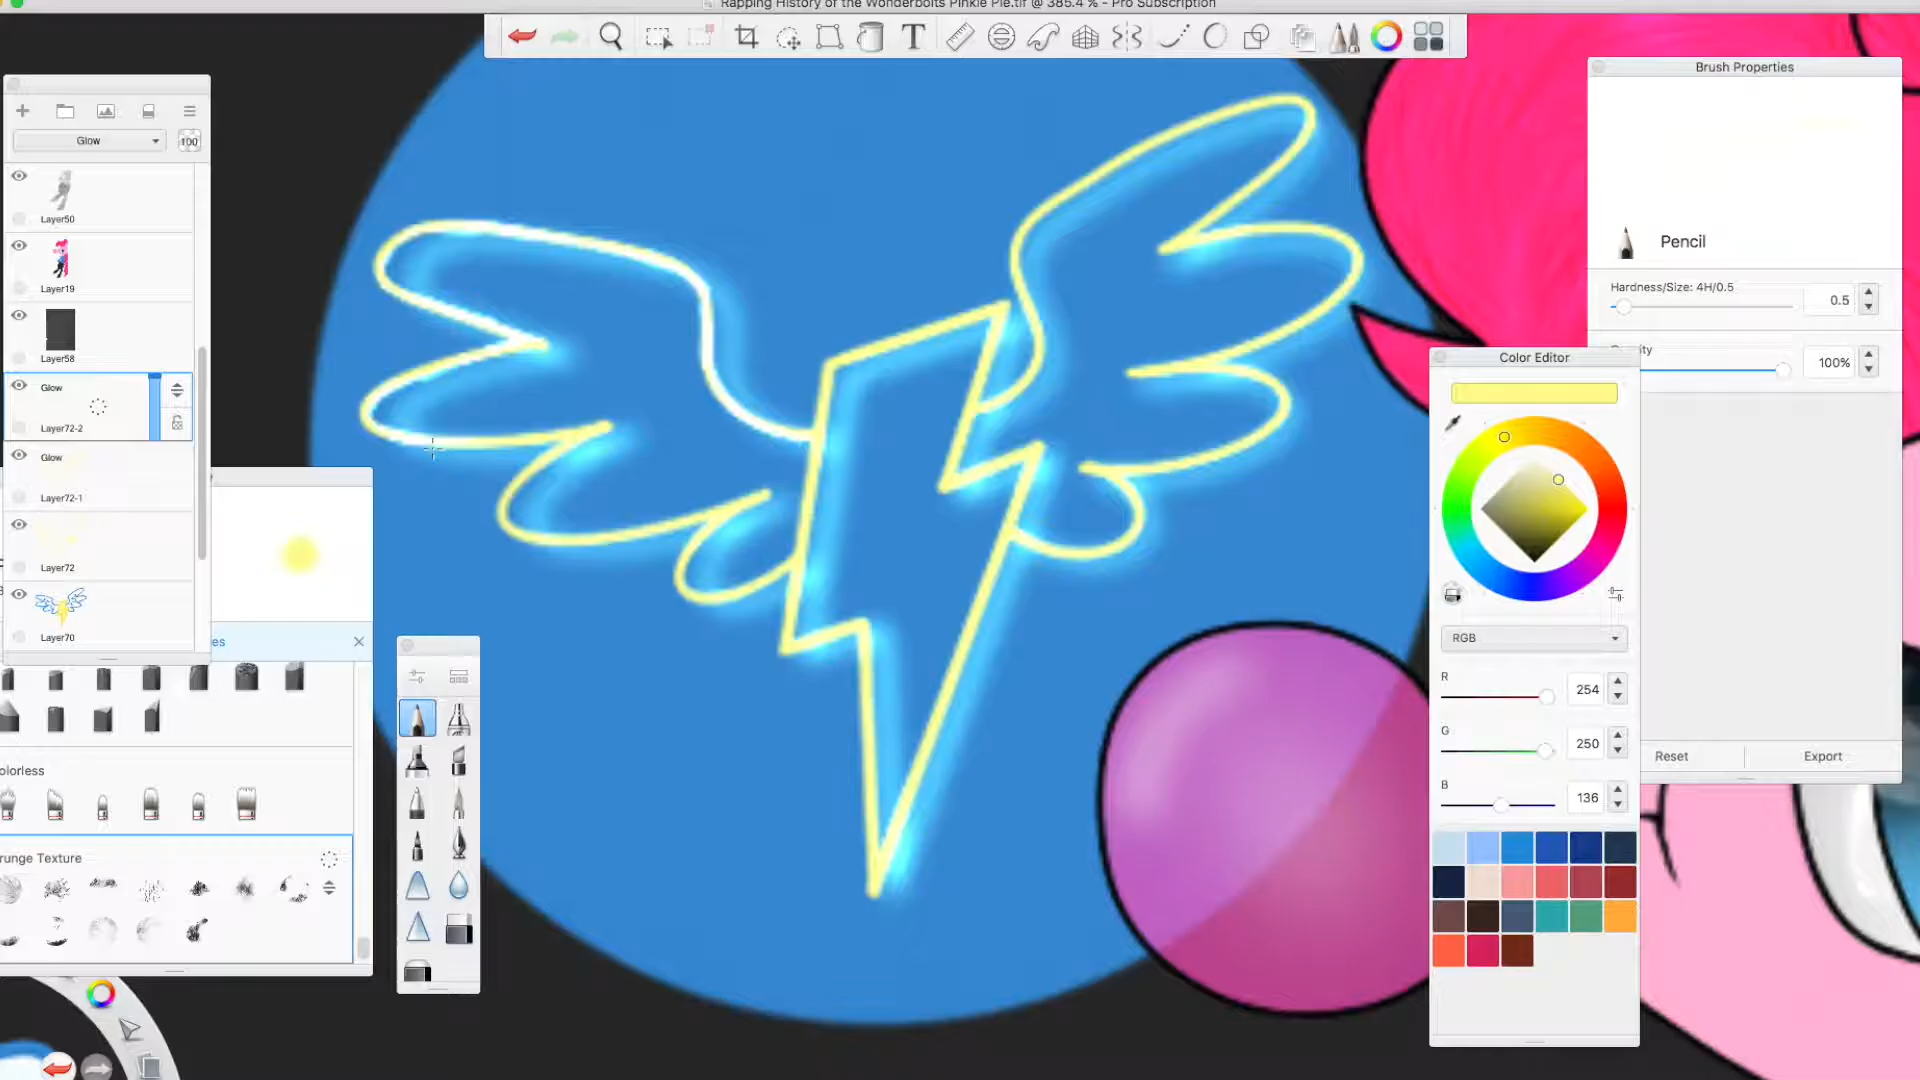 Rapping History of the Wonderbolts Pinkie Pie.tif @ 385.4 % - Pro Subscription
T
Glow
100
Layer50
Layer19
Layer58
Glow
Layer72-2
Glow
Layer72-1
Layer72
Layer70
es
olorless
runge Texture
Brush Properties
Pencil
Hardness/Size: 4H/0.5
0.5
ity
100%
Reset
Export
Color Editor
RGB
R
254
G
250
B
136